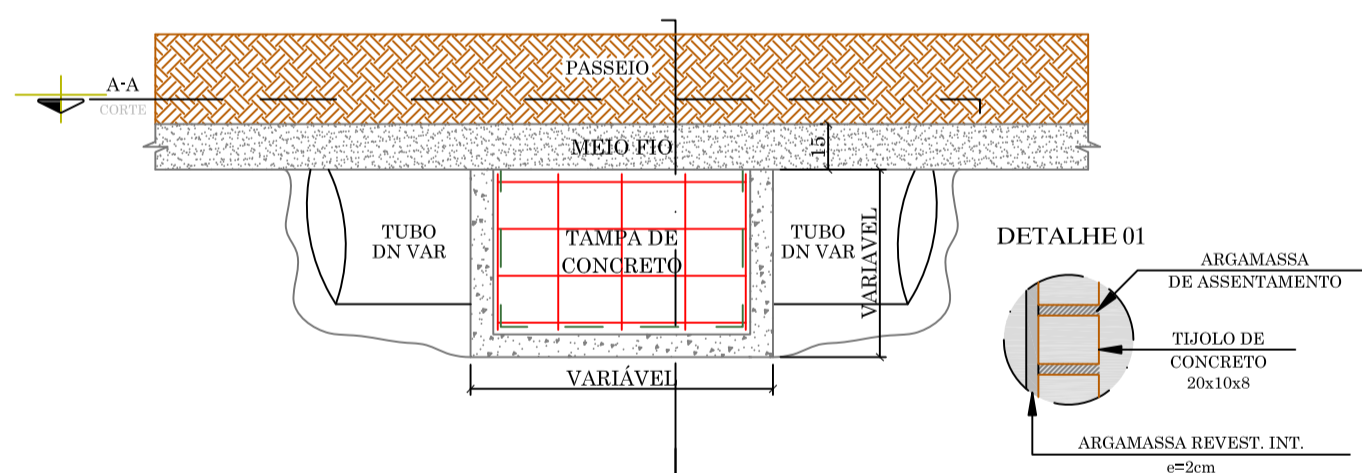 PASSEIO
A-A
CORTE
MEIO FIO
15
TUBO
DN VAR
TAMPA DE
CONCRETO
TUBO
DN VAR
VARIAVEL
VARIÁVEL
DETALHE 01
ARGAMASSA
DE ASSENTAMENTO
TIJOLO DE
CONCRETO
20x10x8
ARGAMASSA REVEST. INT.
e=2cm